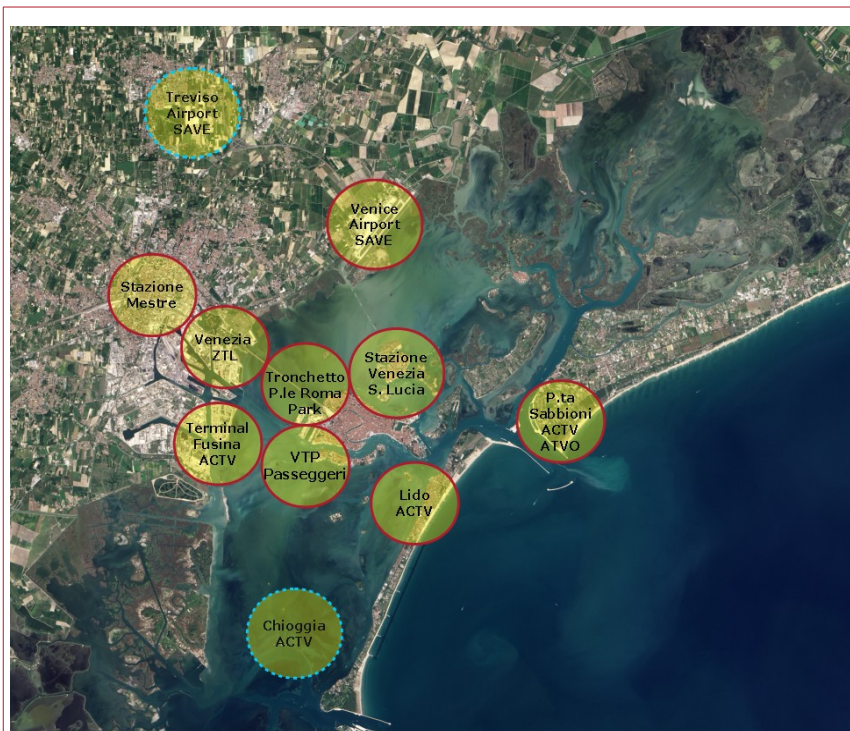 Treviso
Airport
SAVE
Venice
Airport
SAVE
Stazione
Mestre
Venezia
ZTL
Tronchetto
P.le Roma
Park
Stazione
Venezia
S. Lucia
P.ta
Sabbioni
ACTV
ATVO
Terminal
Fusina
ACTV
VTP
Passeggeri
Lido
ACTV
Chioggia
ACTV